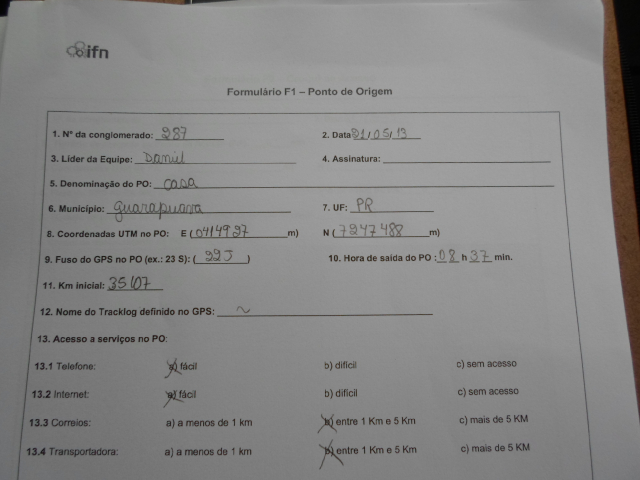 ifn
Formulário F1 – Ponto de Origem
1. Nº da conglomerado: 287 2. Data 21/05/13
3. Líder da Equipe: Daniel 4. Assinatura:
5. Denominação do PO: casa
6. Município: Guarapuava 7. UF: PR
8. Coordenadas UTM no PO: E (0414927 m) N (7247488 m)
9. Fuso do GPS no PO (ex.: 23 S): (22J) 10. Hora de saída do PO : 08 h 37 min.
11. Km inicial: 35107
12. Nome do Tracklog definido no GPS: ~
13. Acesso a serviços no PO:
13.1 Telefone: a) fácil b) difícil c) sem acesso
13.2 Internet: a) fácil b) difícil c) sem acesso
13.3 Correios: a) a menos de 1 km b) entre 1 Km e 5 Km c) mais de 5 KM
13.4 Transportadora: a) a menos de 1 km b) entre 1 Km e 5 Km c) mais de 5 KM